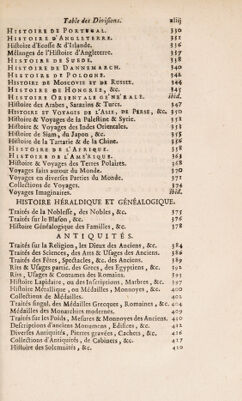 Table des Divisions. xliij
HISTOIRE DE PORTUGAL. 330
HISTOIRE D'ANGLETERRE. 351
Histoire d'Ecosse & d'Islande. 356
Mêlanges de l'Histoire d'Angleterre. 357
HISTOIRE DE SUEDE. 338
HISTOIRE DE DANNEMARCH. 340
HISTOIRE DE POLOGNE. 342
HISTOIRE DE MOSCOVIE ET DE RUSSIE. 344
HISTOIRE DE HONGRIE, &c. 345
HISTOIRE ORIENTALE GÉNÉRALE. Ibid.
Histoire des Arabes, Sarazins & Turcs. 347
HISTOIRE ET VOYAGES DE L'ASIE, DE PERSE, &c. 350
Histoire & Voyages de la Palestine & Syrie. 352
Histoire & Voyages des Indes Orientales. 353
Histoire de Siam, du Japon, &c. 355
Histoire de la Tartarie & de la Chine. 356
HISTOIRE DE L'AFRIQUE. 358
HISTOIRE DE L'AMÉRIQUE. 363
Histoire & Voyages des Terres Polaires. 368
Voyages faits autour du Monde. 370
Voyages en diverses Parties du Monde. 371
Collections de Voyages. 374
Voyages Imaginaires. Ibid.
HISTOIRE HÉRALDIQUE ET GÉNÉALOGIQUE.
Traités de la Noblesse, des Nobles, &c. 375
Traités sur le Blason, &c. 376
Histoire Généalogique des Familles, &c. 378
ANTIQUITÉS.
Traités sur la Religion, les Dieux des Anciens, &c. 384
Traités des Sciences, des Arts & Usages des Anciens. 386
Traités des Fêtes, Spectacles, &c. des Anciens. 389
Rits & Usages partic. des Grecs, des Egyptiens, &c. 392
Rits, Usages & Coutumes des Romains. 393
Histoire Lapidaire, ou des Inscriptions, Marbres, &c. 397
Histoire Métallique, ou Médailles, Monnoyes, &c. 400
Collections de Médailles. 401
Traités singul. des Médailles Grecques, Romaines, &c. 404
Médailles des Monarchies modernes. 409
Traités sur les Poids, Mesures & Monnoyes des Anciens. 410
Descriptions d'anciens Monumens, Edifices, &c. 412
Diverses Antiquités, Pierres gravées, Cachets, &c. 416
Collections d'Antiquités, de Cabinets, &c. 417
Histoire des Solemnités, &c. 420